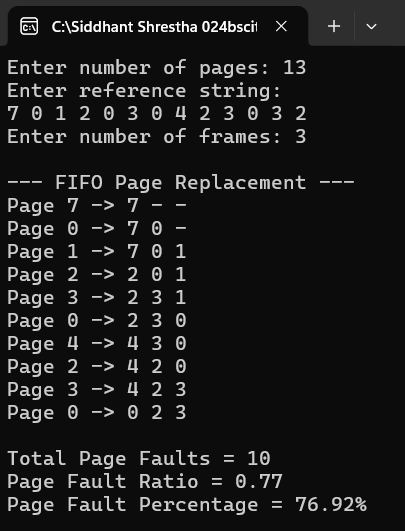 C:\Siddhant Shrestha 024bscit
Enter number of pages: 13
Enter reference string:
7 0 1 2 0 3 0 4 2 3 0 3 2
Enter number of frames: 3
--- FIFO Page Replacement ---
Page 7 -> 7 - -
Page 0 -> 7 0 -
Page 1 -> 7 0 1
Page 2 -> 2 0 1
Page 3 -> 2 3 1
Page 0 -> 2 3 0
Page 4 -> 4 3 0
Page 2 -> 4 2 0
Page 3 -> 4 2 3
Page 0 -> 0 2 3
Total Page Faults = 10
Page Fault Ratio = 0.77
Page Fault Percentage = 76.92%